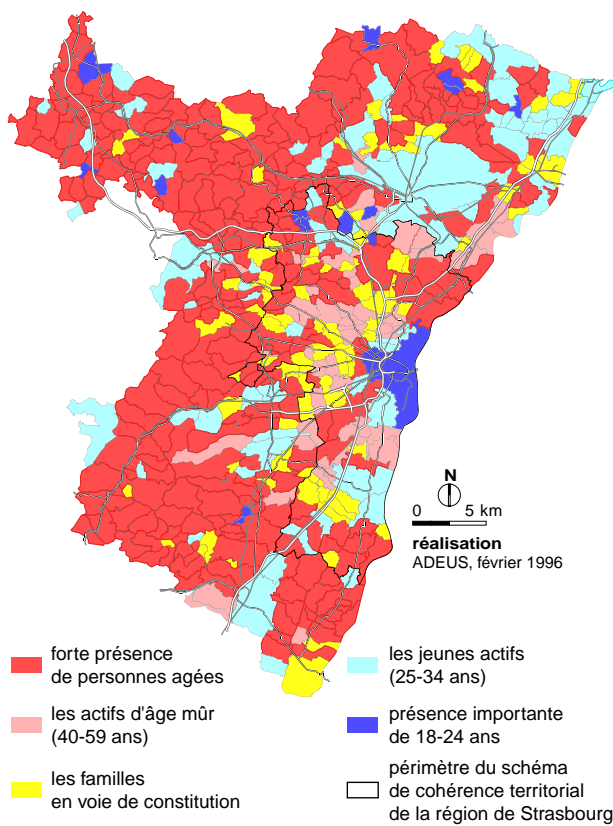 N
0 5 km
réalisation
ADEUS, février 1996
forte présence
de personnes agées
les actifs d'âge mûr
(40-59 ans)
les familles
en voie de constitution
les jeunes actifs
(25-34 ans)
présence importante
de 18-24 ans
périmètre du schéma
de cohérence territorial
de la région de Strasbourg